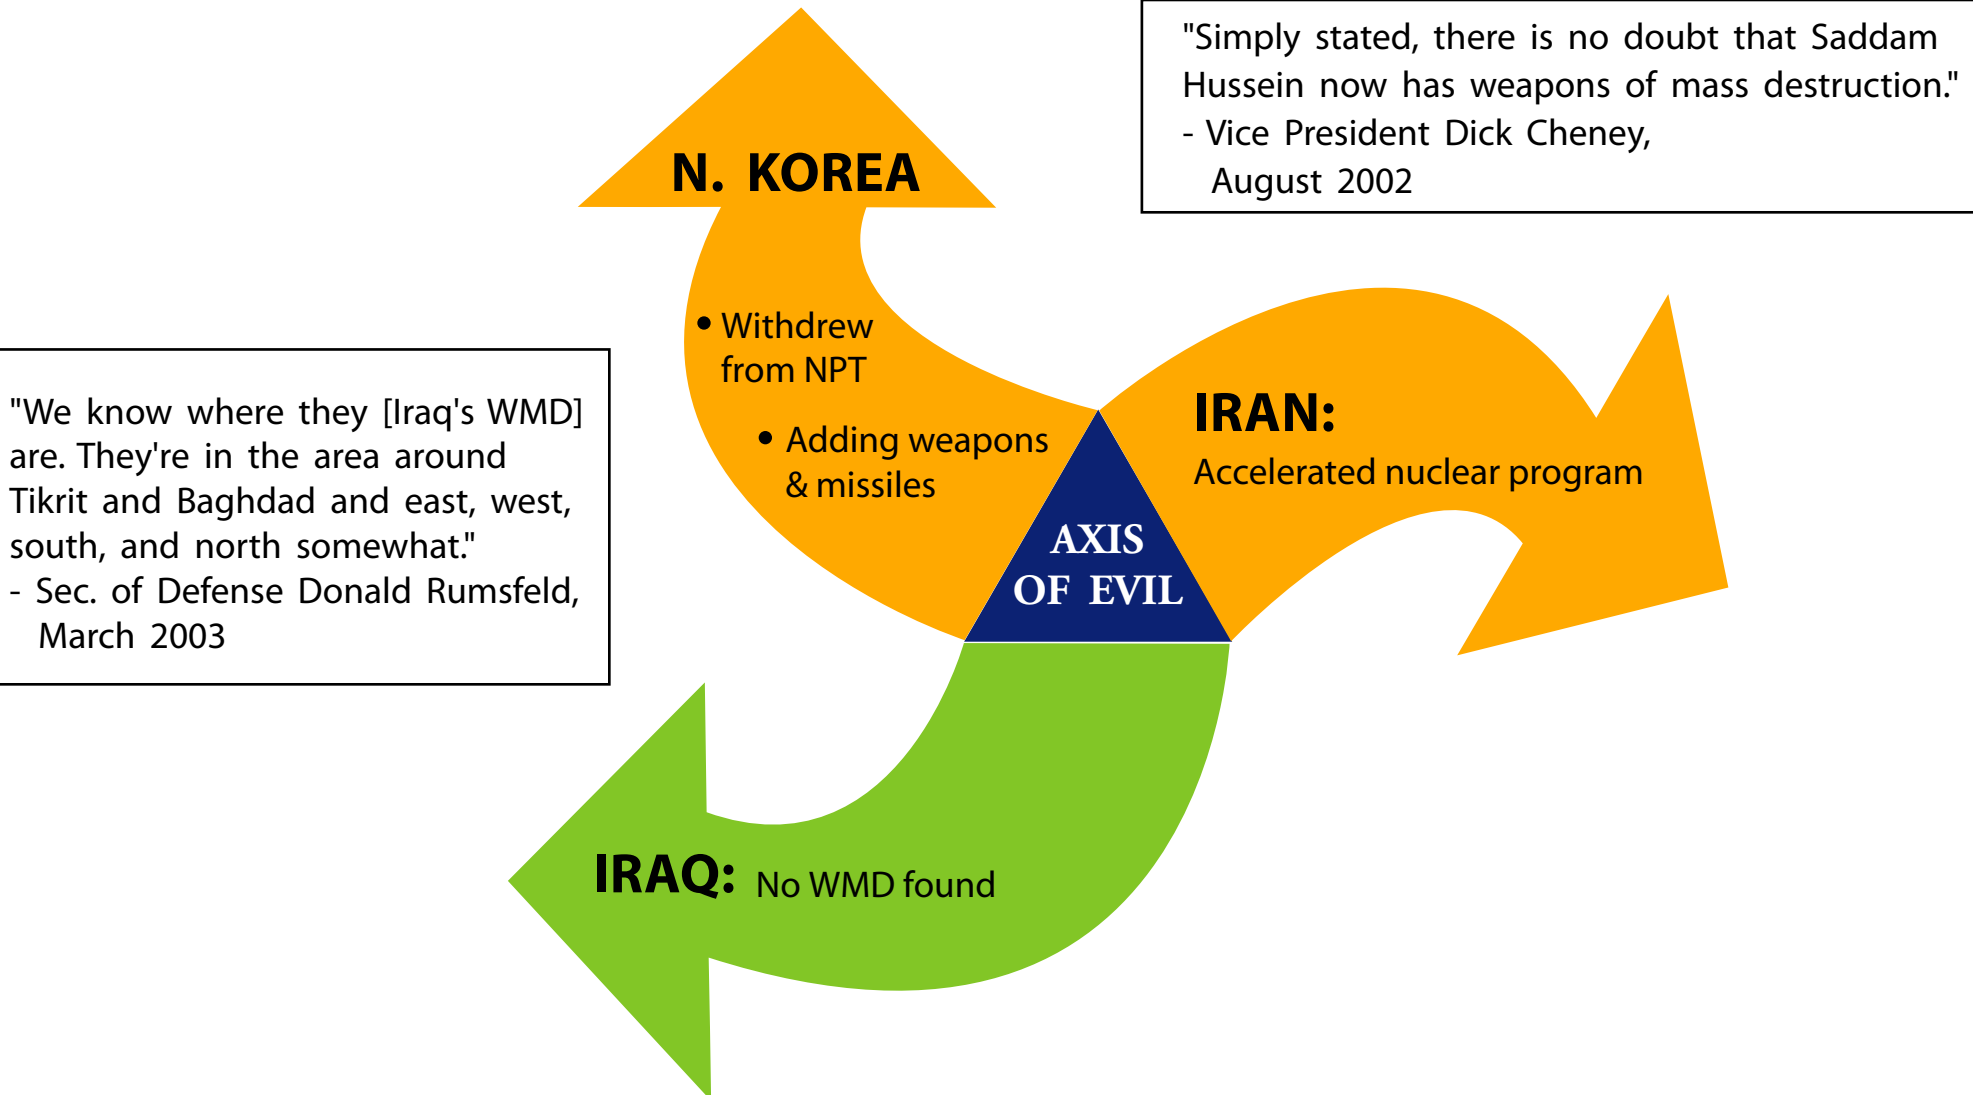 "Simply stated, there is no doubt that Saddam
Hussein now has weapons of mass destruction."
- Vice President Dick Cheney,
August 2002
N. KOREA
• Withdrew
from NPT
• Adding weapons
& missiles
"We know where they [Iraq's WMD]
are. They're in the area around
Tikrit and Baghdad and east, west,
south, and north somewhat."
- Sec. of Defense Donald Rumsfeld,
March 2003
IRAN:
Accelerated nuclear program
AXIS
OF EVIL
IRAQ: No WMD found